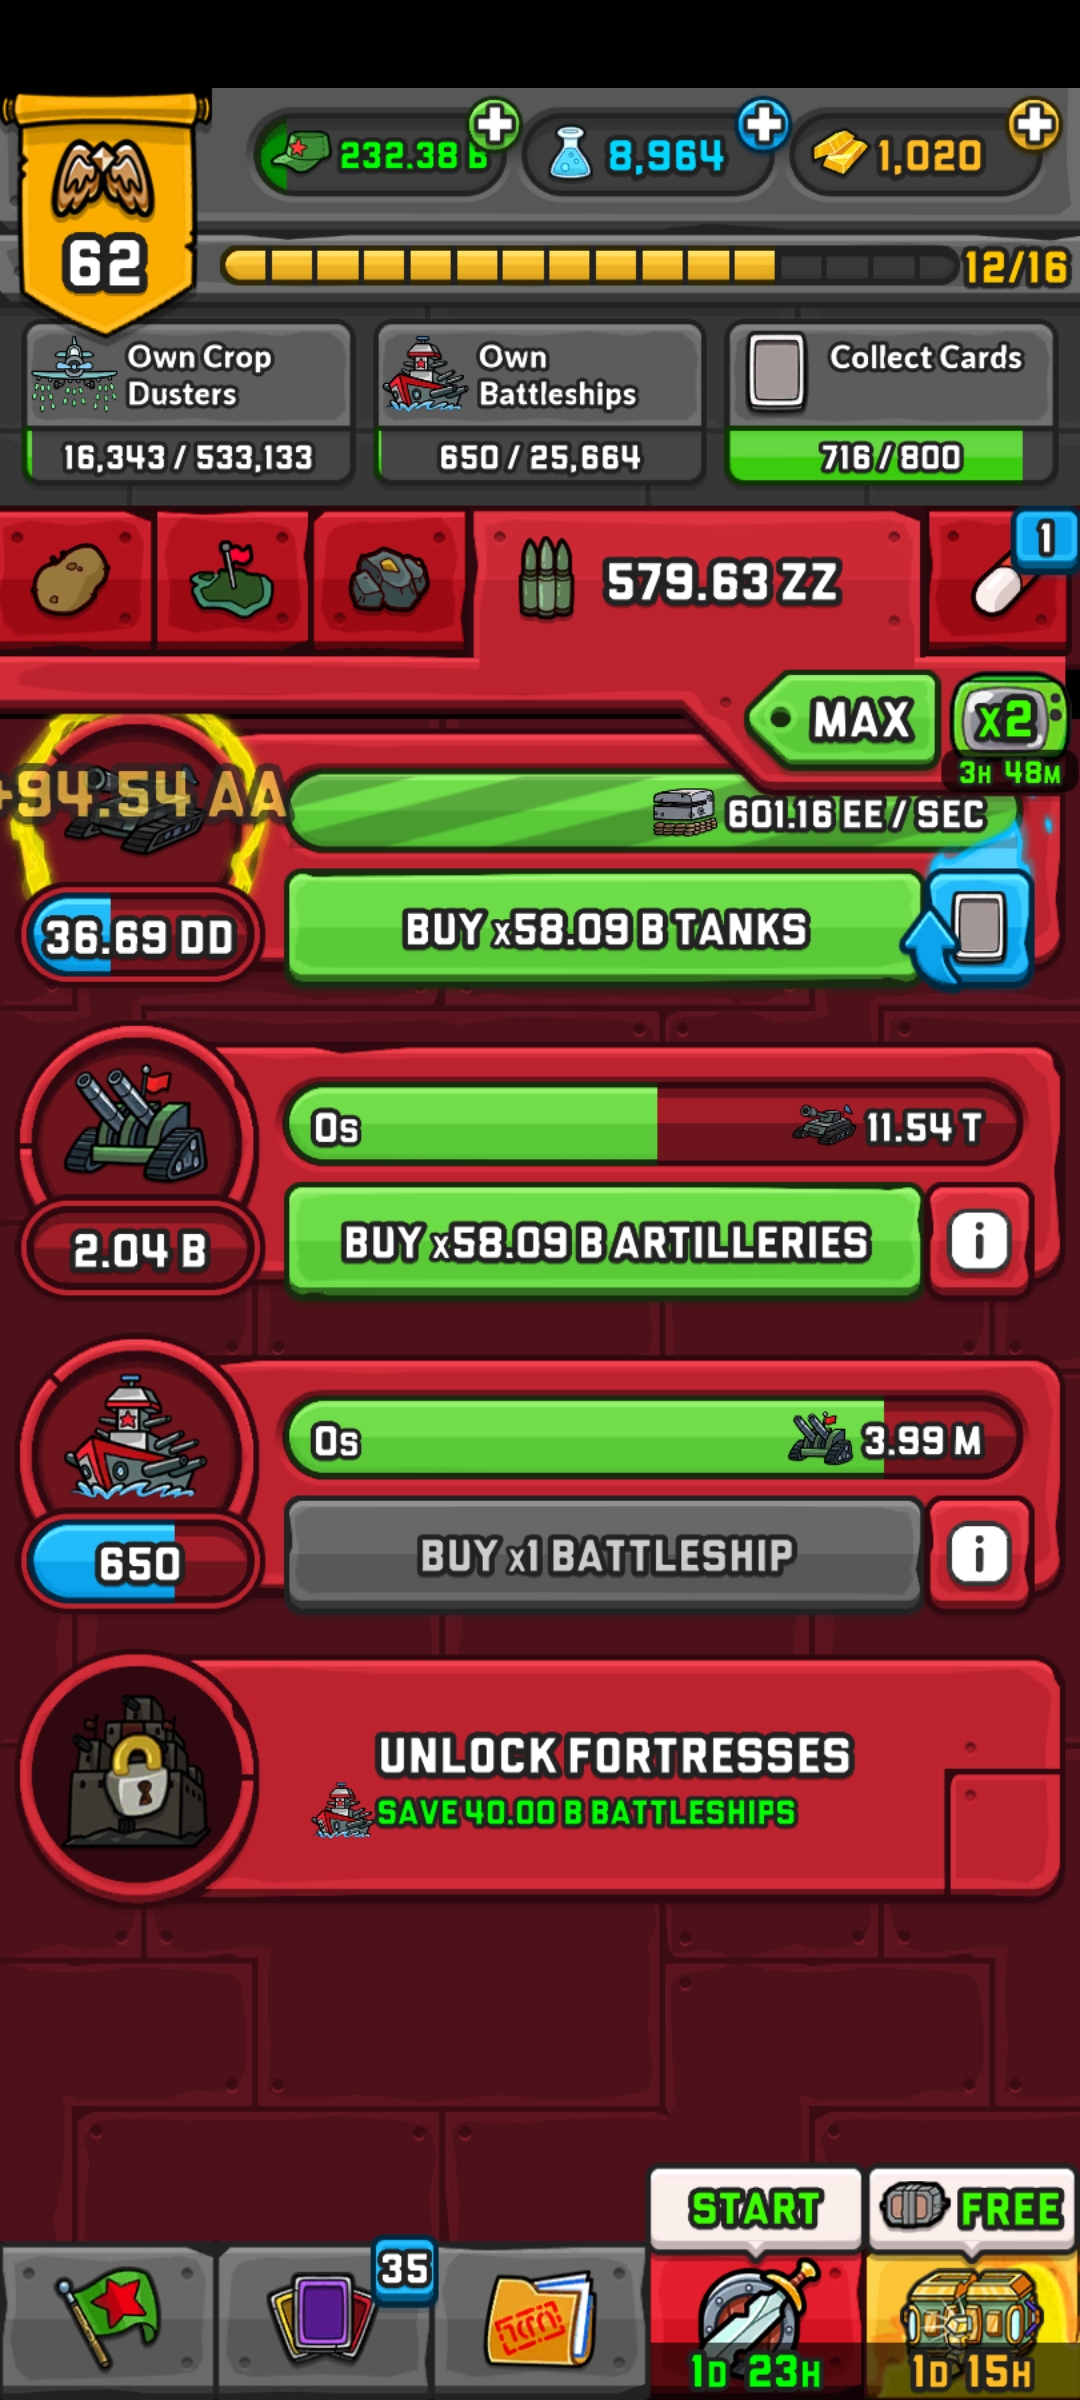 62
232.38 B
8,964
1,020
12/16
Own Crop
Dusters
16,343 / 533,133
Own
Battleships
650 / 25,664
Collect Cards
716 / 800
579.63 ZZ
1
MAX
x2
3H 48M
+94.54 AA
601.16 EE / SEC
36.69 DD
BUY x58.09 B TANKS
0s
11.54 T
2.04 B
BUY x58.09 B ARTILLERIES
i
0s
3.99 M
650
BUY x1 BATTLESHIP
i
UNLOCK FORTRESSES
SAVE 40.00 B BATTLESHIPS
START
FREE
35
1D 23H
1D 15H